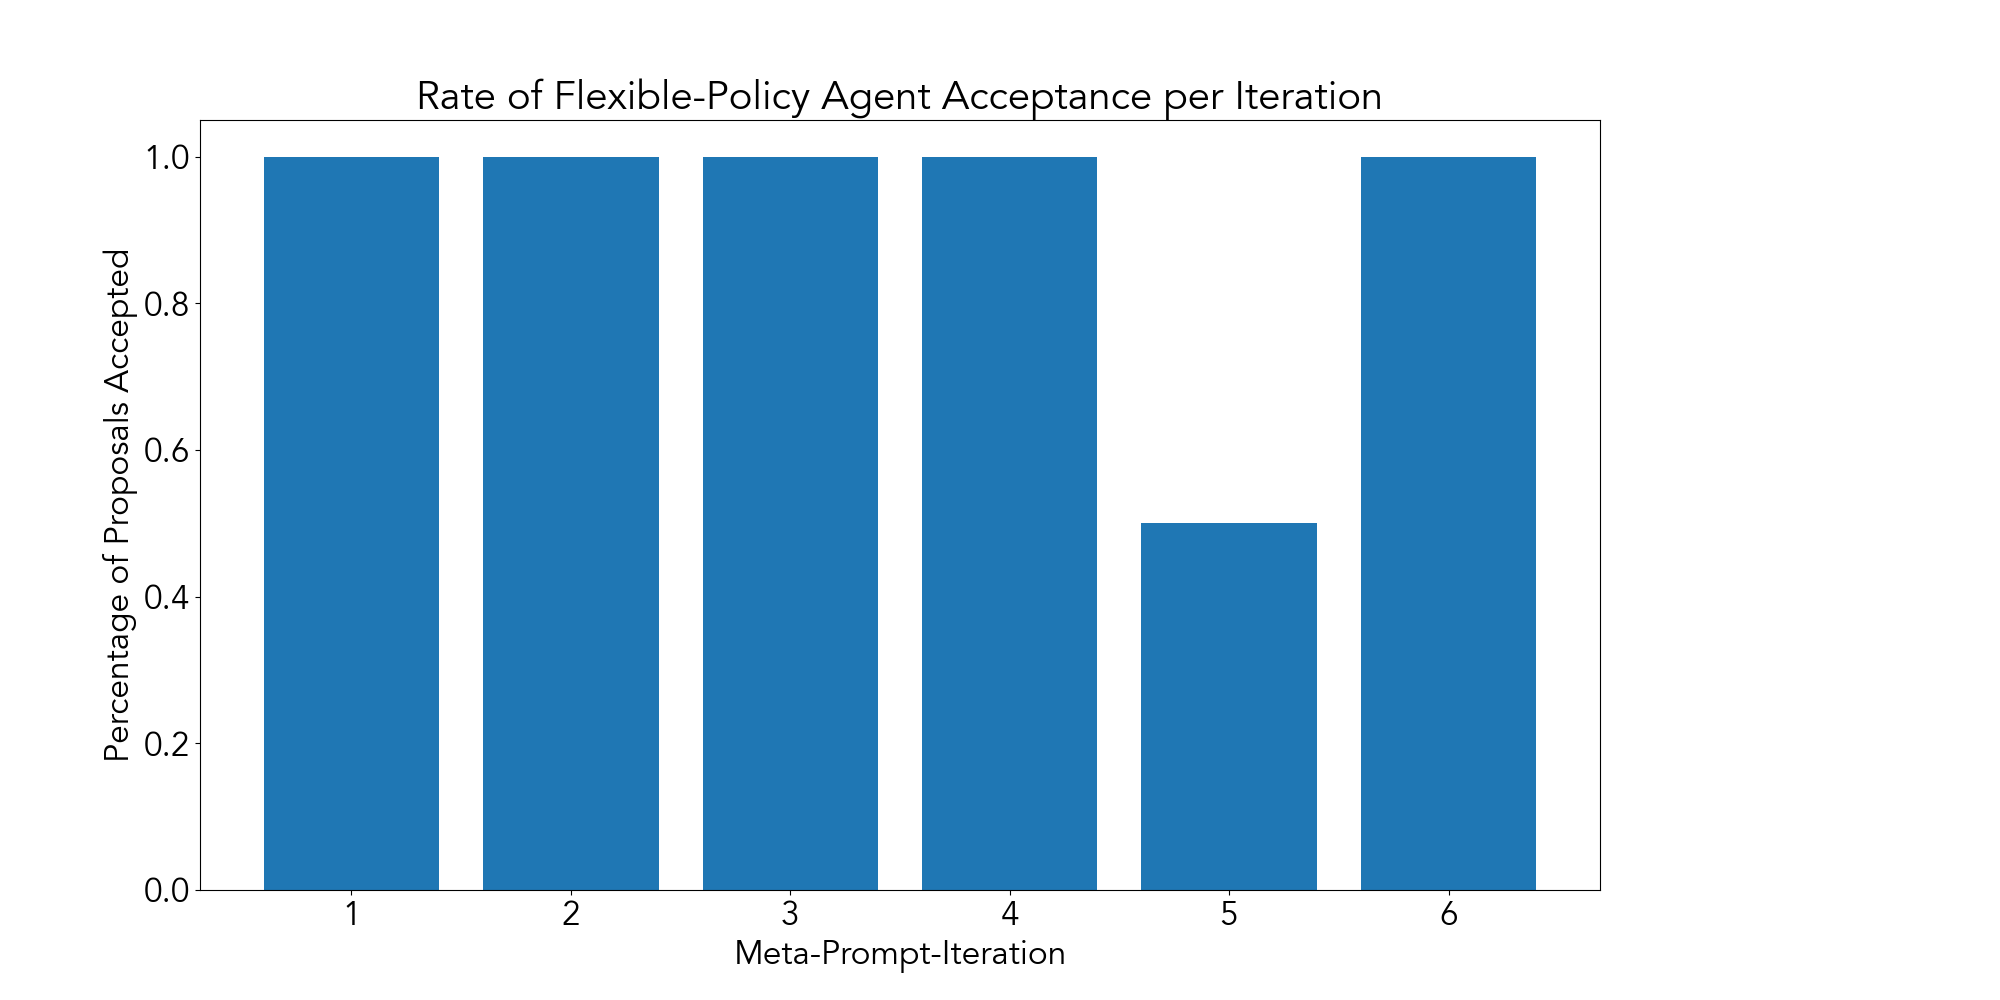 Rate of Flexible-Policy Agent Acceptance per Iteration
Percentage of Proposals Accepted
1.0
0.8
0.6
0.4
0.2
0.0
1 2 3 4 5 6
Meta-Prompt-Iteration